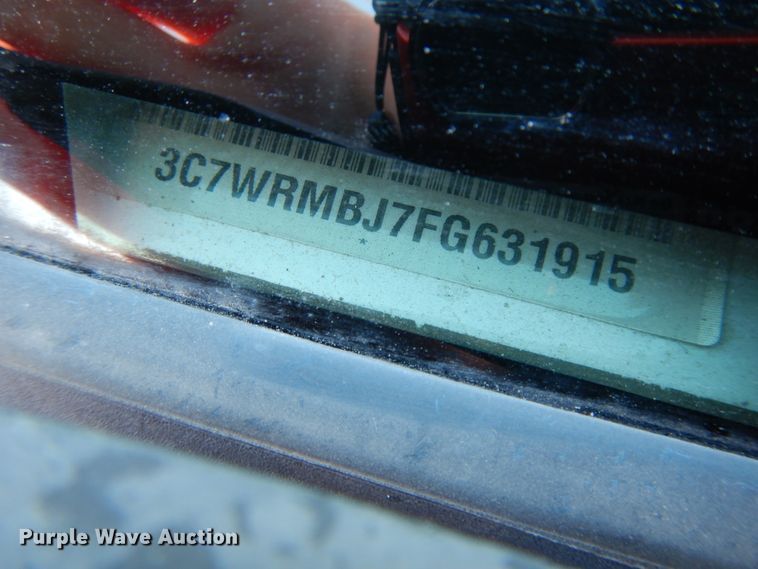 3C7WRMBJ7FG631915
Purple Wave Auction